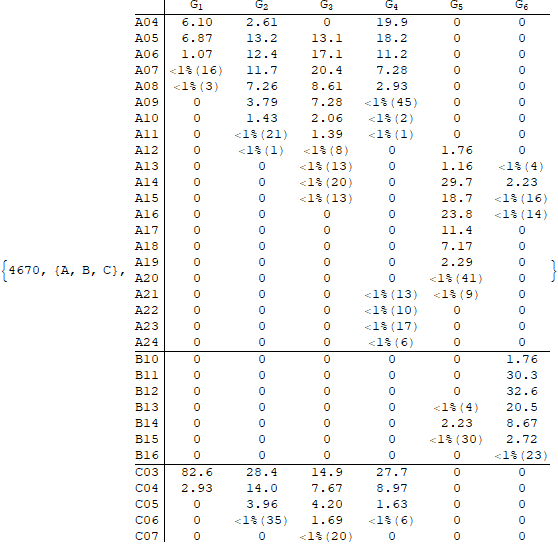 G1 G2 G3 G4 G5 G6
A04 6.10 2.61 0 19.9 0 0
A05 6.87 13.2 13.1 18.2 0 0
A06 1.07 12.4 17.1 11.2 0 0
A07 <1%(16) 11.7 20.4 7.28 0 0
A08 <1%(3) 7.26 8.61 2.93 0 0
A09 0 3.79 7.28 <1%(45) 0 0
A10 0 1.43 2.06 <1%(2) 0 0
A11 0 <1%(21) 1.39 <1%(1) 0 0
A12 0 <1%(1) <1%(8) 0 1.76 0
A13 0 0 <1%(13) 0 1.16 <1%(4)
A14 0 0 <1%(20) 0 29.7 2.23
A15 0 0 <1%(13) 0 18.7 <1%(16)
A16 0 0 0 0 23.8 <1%(14)
A17 0 0 0 0 11.4 0
A18 0 0 0 0 7.17 0
A19 0 0 0 0 2.29 0
{4670, {A, B, C}, A20 0 0 0 0 <1%(41) 0 }
A21 0 0 0 <1%(13) <1%(9) 0
A22 0 0 0 <1%(10) 0 0
A23 0 0 0 <1%(17) 0 0
A24 0 0 0 <1%(6) 0 0
B10 0 0 0 0 0 1.76
B11 0 0 0 0 0 30.3
B12 0 0 0 0 0 32.6
B13 0 0 0 0 <1%(4) 20.5
B14 0 0 0 0 2.23 8.67
B15 0 0 0 0 <1%(30) 2.72
B16 0 0 0 0 0 <1%(23)
C03 82.6 28.4 14.9 27.7 0 0
C04 2.93 14.0 7.67 8.97 0 0
C05 0 3.96 4.20 1.63 0 0
C06 0 <1%(35) 1.69 <1%(6) 0 0
C07 0 0 <1%(20) 0 0 0